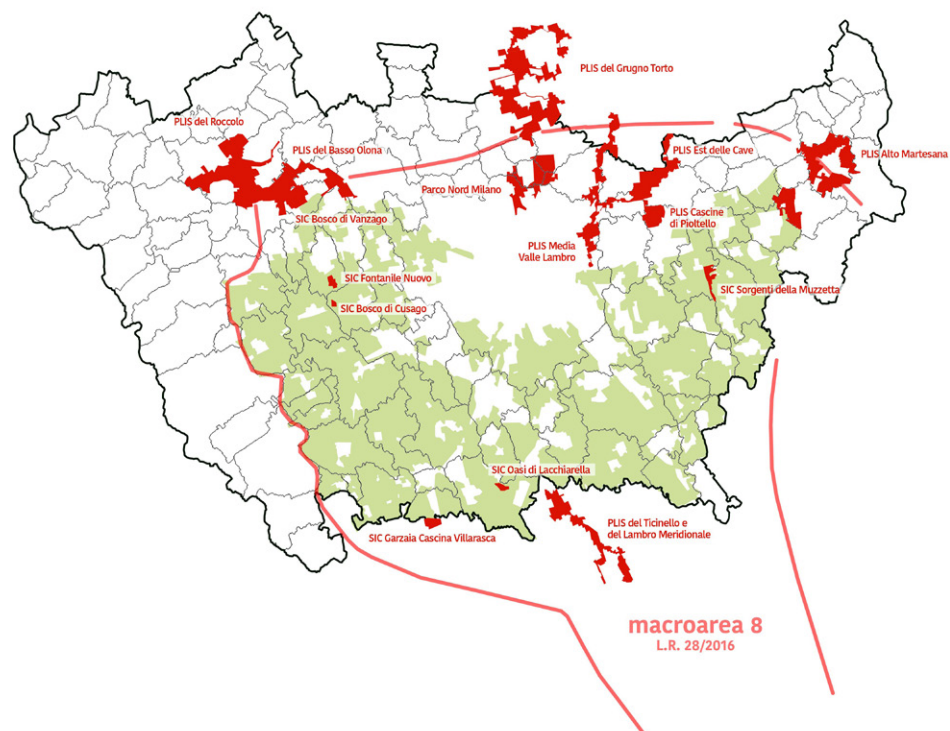 PLIS del Grugno Torto
PLIS del Roccolo
PLIS del Basso Olona
PLIS Est delle Cave
PLIS Alto Martesana
Parco Nord Milano
SIC Bosco di Vanzago
PLIS Cascine
di Pioltello
PLIS Media
Valle Lambro
SIC Fontanile Nuovo
SIC Sorgenti della Muzzetta
SIC Bosco di Cusago
SIC Oasi di Lacchiarella
PLIS del Ticinello e
del Lambro Meridionale
SIC Garzaia Cascina Villarasca
macroarea 8
L.R. 28/2016